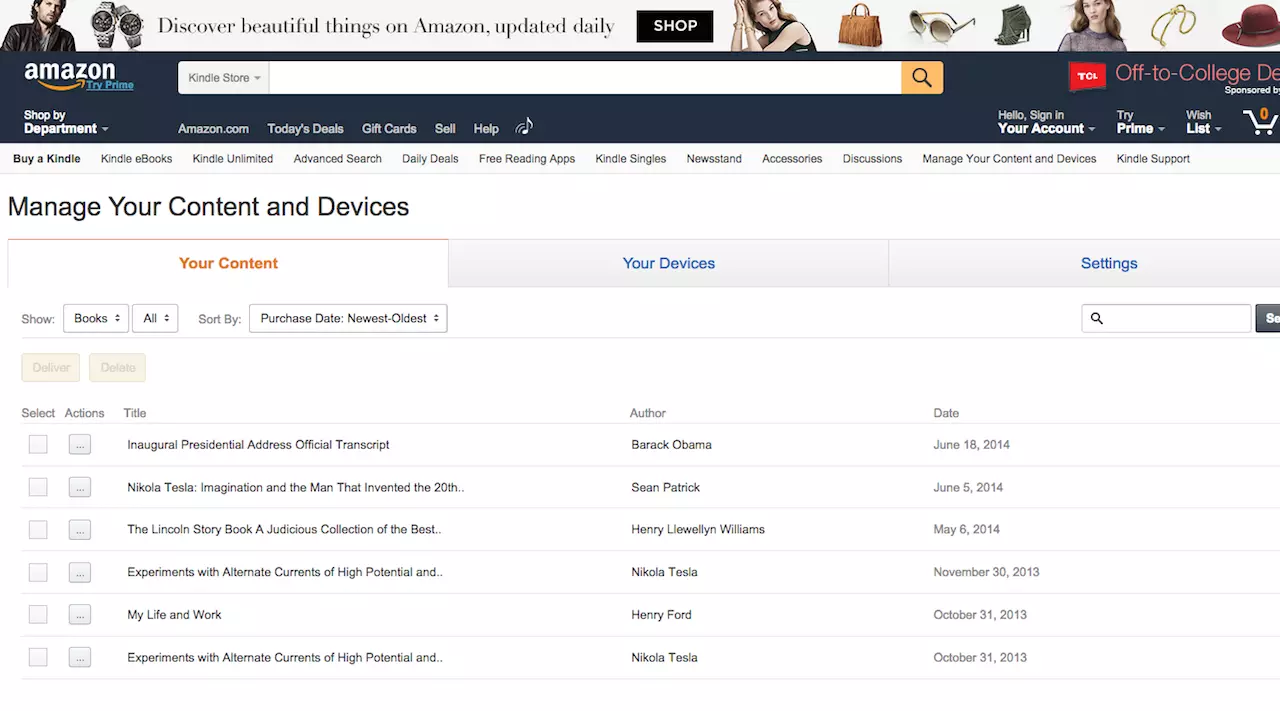 Discover beautiful things on Amazon, updated daily SHOP
amazon
Try Prime
Kindle Store
TCL Off-to-College De
Sponsored by
Shop by
Department
Amazon.com Today's Deals Gift Cards Sell Help
Hello, Sign in
Your Account
Try
Prime
Wish
List
0
Buy a Kindle Kindle eBooks Kindle Unlimited Advanced Search Daily Deals Free Reading Apps Kindle Singles Newsstand Accessories Discussions Manage Your Content and Devices Kindle Support
Manage Your Content and Devices
Your Content Your Devices Settings
Show: Books All Sort By: Purchase Date: Newest-Oldest Se
Deliver Delete
Select Actions Title Author Date
... Inaugural Presidential Address Official Transcript Barack Obama June 18, 2014
... Nikola Tesla: Imagination and the Man That Invented the 20th.. Sean Patrick June 5, 2014
... The Lincoln Story Book A Judicious Collection of the Best.. Henry Llewellyn Williams May 6, 2014
... Experiments with Alternate Currents of High Potential and.. Nikola Tesla November 30, 2013
... My Life and Work Henry Ford October 31, 2013
... Experiments with Alternate Currents of High Potential and.. Nikola Tesla October 31, 2013